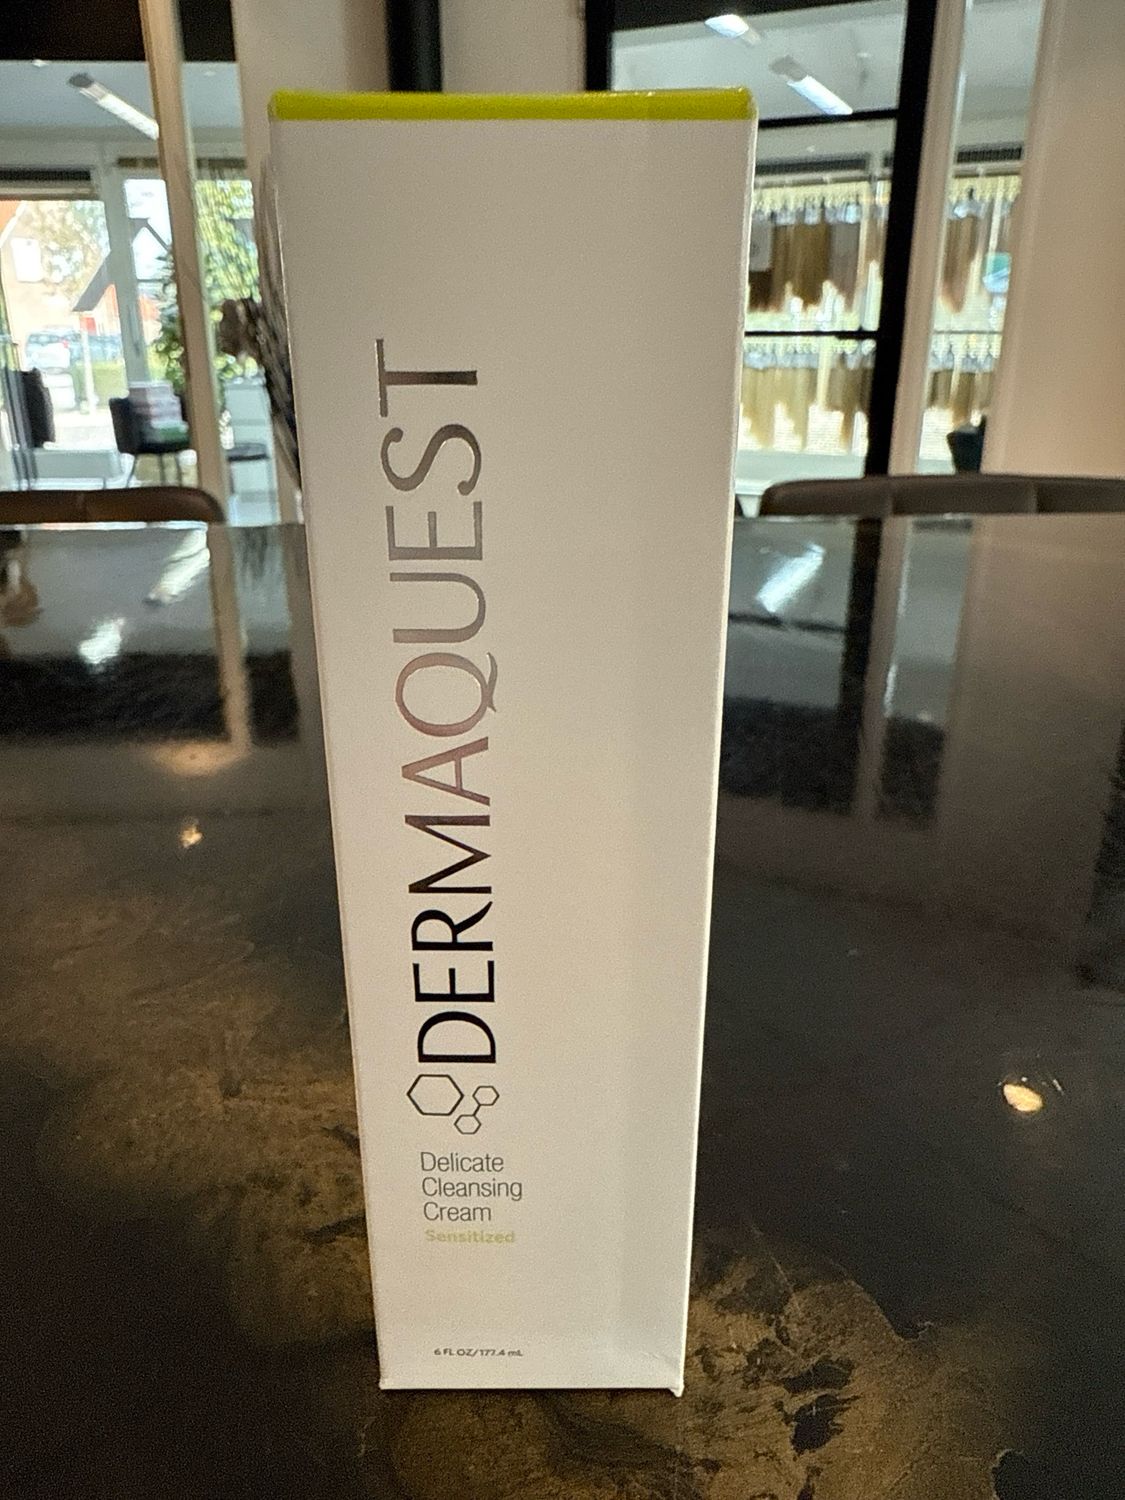 DERMAQUEST
Delicate
Cleansing
Cream
Sensitized
6 FL OZ/177.4 mL